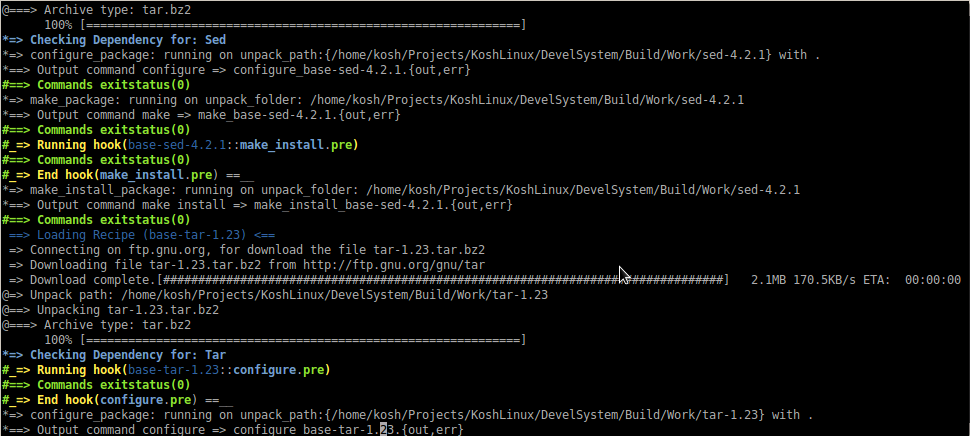 @===> Archive type: tar.bz2
100% [==============================================================]
*=> Checking Dependency for: Sed
*=> configure_package: running on unpack_path:{/home/kosh/Projects/KoshLinux/DevelSystem/Build/Work/sed-4.2.1} with .
*==> Output command configure => configure_base-sed-4.2.1.{out,err}
#==> Commands exitstatus(0)
*=> make_package: running on unpack_folder: /home/kosh/Projects/KoshLinux/DevelSystem/Build/Work/sed-4.2.1
*==> Output command make => make_base-sed-4.2.1.{out,err}
#==> Commands exitstatus(0)
#_=> Running hook(base-sed-4.2.1::make_install.pre)
#==> Commands exitstatus(0)
#_=> End hook(make_install.pre) ==__
*=> make_install_package: running on unpack_folder: /home/kosh/Projects/KoshLinux/DevelSystem/Build/Work/sed-4.2.1
*==> Output command make install => make_install_base-sed-4.2.1.{out,err}
#==> Commands exitstatus(0)
==> Loading Recipe (base-tar-1.23) <==
=> Connecting on ftp.gnu.org, for download the file tar-1.23.tar.bz2
=> Downloading file tar-1.23.tar.bz2 from http://ftp.gnu.org/gnu/tar
=> Download complete.[################################################################################] 2.1MB 170.5KB/s ETA: 00:00:00
@=> Unpack path: /home/kosh/Projects/KoshLinux/DevelSystem/Build/Work/tar-1.23
@==> Unpacking tar-1.23.tar.bz2
@===> Archive type: tar.bz2
100% [==============================================================]
*=> Checking Dependency for: Tar
#_=> Running hook(base-tar-1.23::configure.pre)
#==> Commands exitstatus(0)
#_=> End hook(configure.pre) ==__
*=> configure_package: running on unpack_path:{/home/kosh/Projects/KoshLinux/DevelSystem/Build/Work/tar-1.23} with .
*==> Output command configure => configure_base-tar-1.23.{out,err}